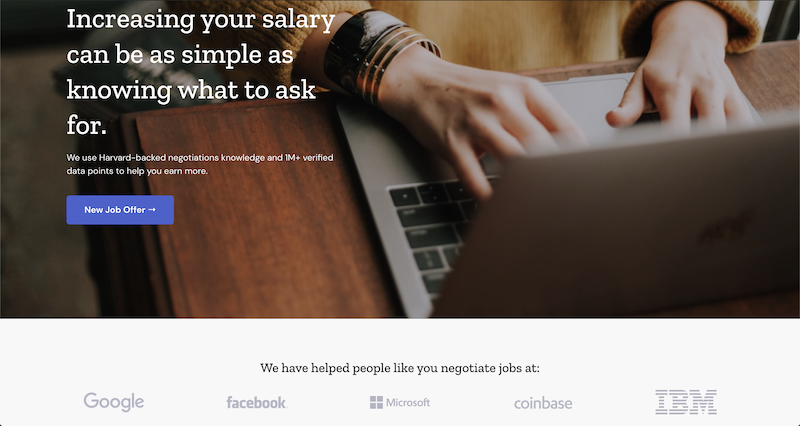 Increasing your salary
can be as simple as
knowing what to ask
for.
We use Harvard-backed negotiations knowledge and 1M+ verified
data points to help you earn more.
New Job Offer →
We have helped people like you negotiate jobs at:
Google
facebook
Microsoft
coinbase
IBM